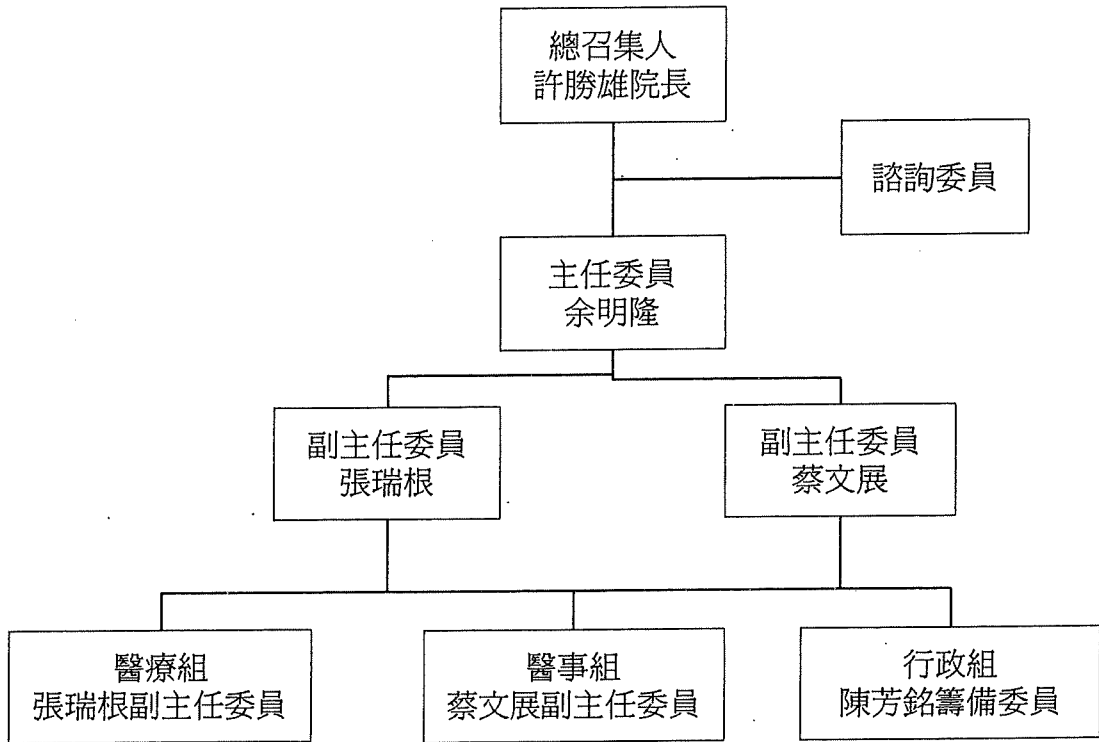 總召集人
許勝雄院長
諮詢委員
主任委員
余明隆
副主任委員
張瑞根
副主任委員
蔡文展
醫療組
張瑞根副主任委員
醫事組
蔡文展副主任委員
行政組
陳芳銘籌備委員